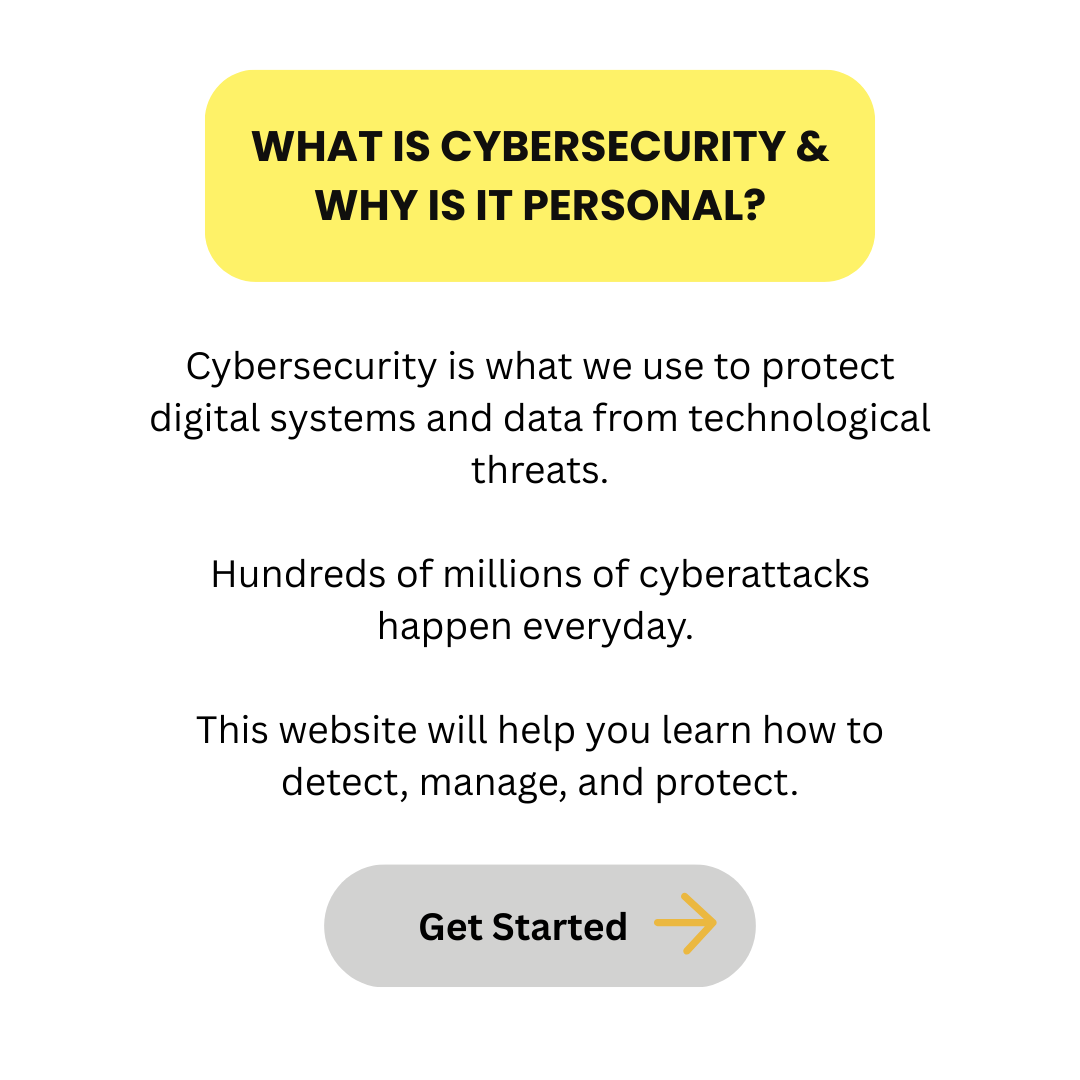 WHAT IS CYBERSECURITY &
WHY IS IT PERSONAL?
Cybersecurity is what we use to protect
digital systems and data from technological
threats.
Hundreds of millions of cyberattacks
happen everyday.
This website will help you learn how to
detect, manage, and protect.
Get Started